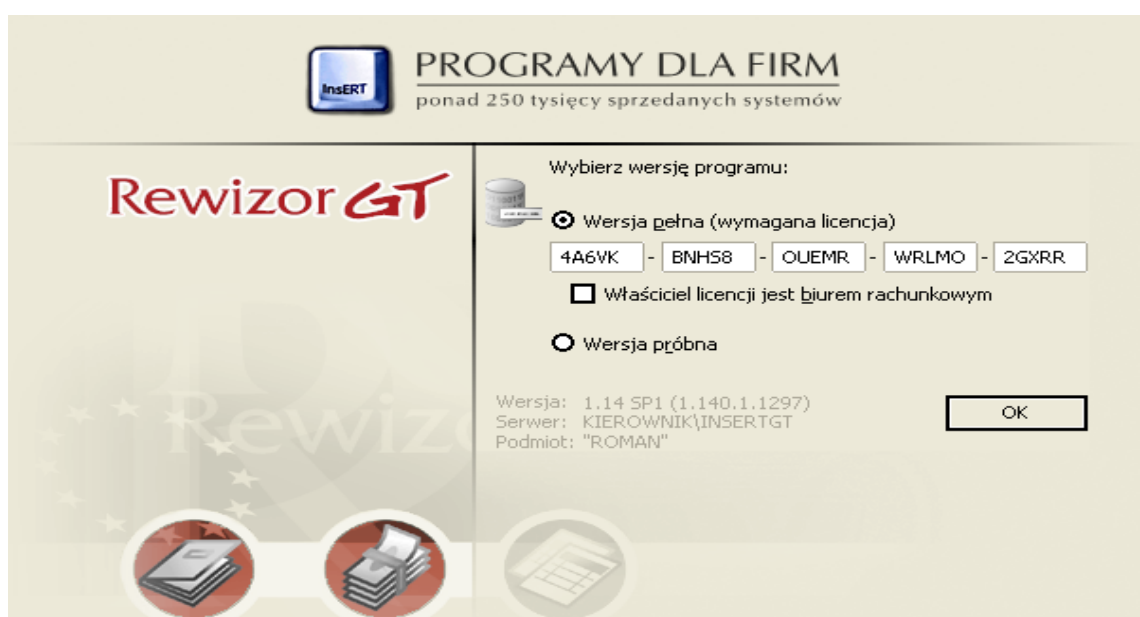 InsERT
PROGRAMY DLA FIRM
ponad 250 tysięcy sprzedanych systemów
Rewizor GT
Wybierz wersję programu:
Wersja pełna (wymagana licencja)
4A6VK - BNHS8 - OUEMR - WRLMO - 2GXRR
Właściciel licencji jest biurem rachunkowym
Wersja próbna
Wersja: 1.14 SP1 (1.140.1.1297)
Serwer: KIEROWNIK\INSERTGT
Podmiot: "ROMAN"
OK
Rewizo